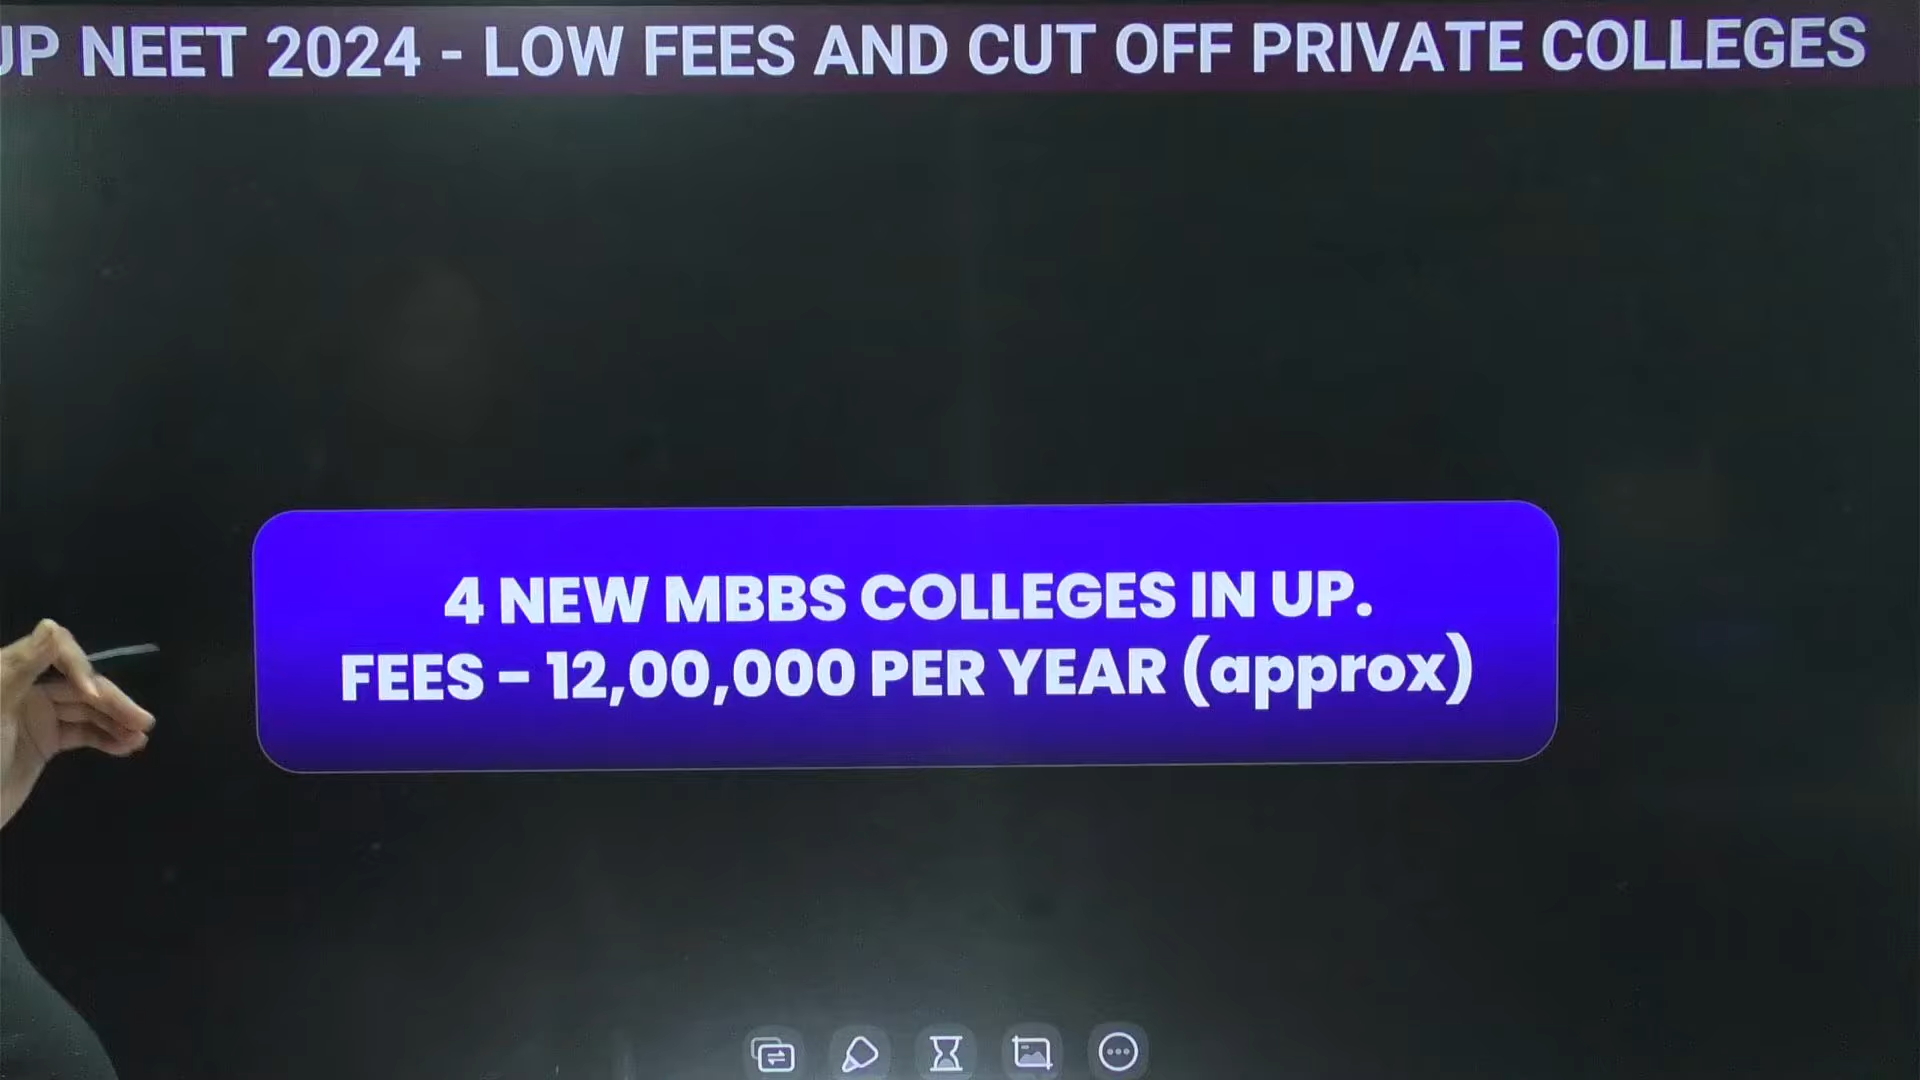 UP NEET 2024 - LOW FEES AND CUT OFF PRIVATE COLLEGES
4 NEW MBBS COLLEGES IN UP.
FEES – 12,00,000 PER YEAR (approx)